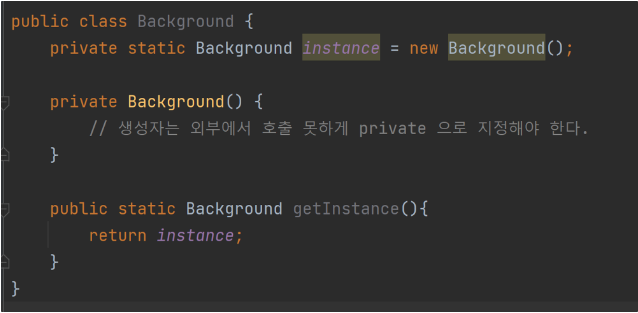 public class Background {
    private static Background instance = new Background();

    private Background() {
        // 생성자는 외부에서 호출 못하게 private 으로 지정해야 한다.
    }

    public static Background getInstance(){
        return instance;
    }
}